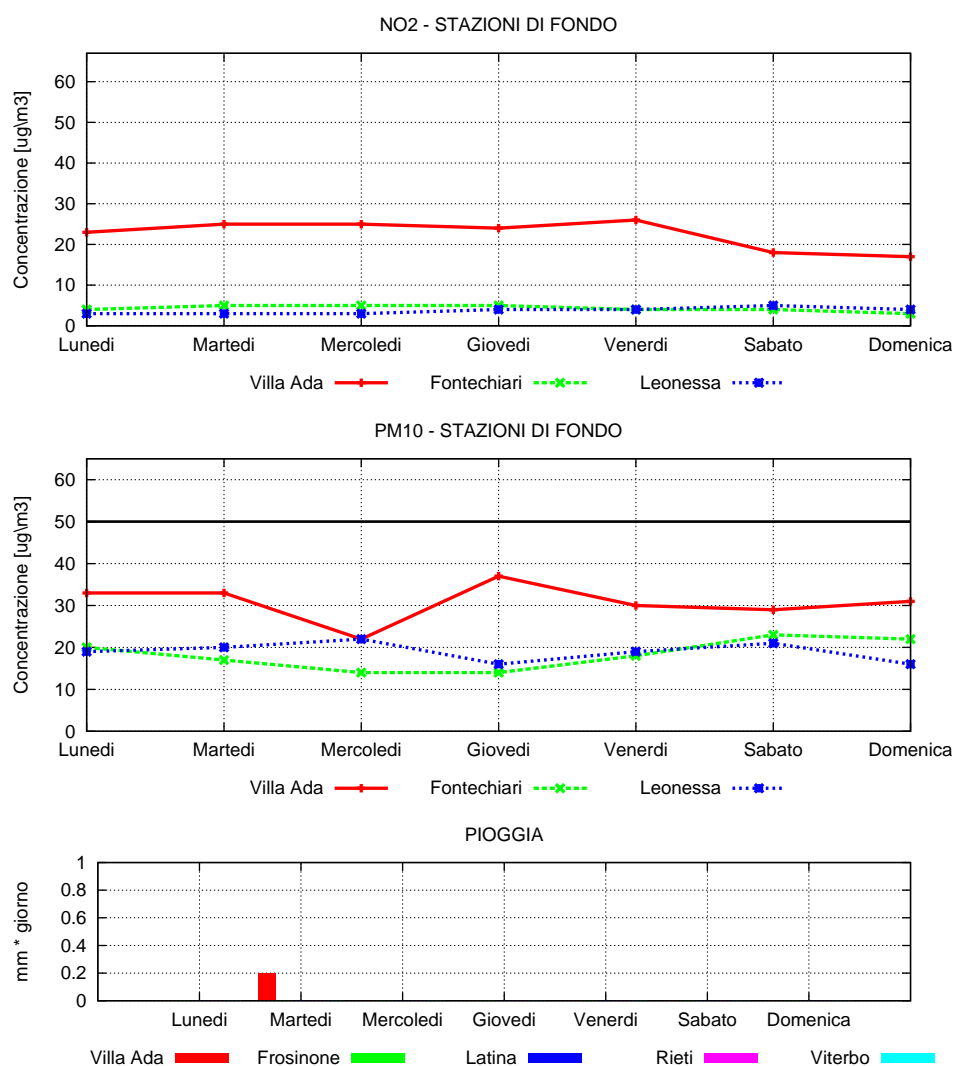 NO2 - STAZIONI DI FONDO
Concentrazione [ug\m3]
60
50
40
30
20
10
0
Lunedi Martedi Mercoledi Giovedi Venerdi Sabato Domenica
Villa Ada Fontechiari Leonessa
PM10 - STAZIONI DI FONDO
Concentrazione [ug\m3]
60
50
40
30
20
10
0
Lunedi Martedi Mercoledi Giovedi Venerdi Sabato Domenica
Villa Ada Fontechiari Leonessa
PIOGGIA
mm * giorno
1
0.8
0.6
0.4
0.2
0
Lunedi Martedi Mercoledi Giovedi Venerdi Sabato Domenica
Villa Ada Frosinone Latina Rieti Viterbo